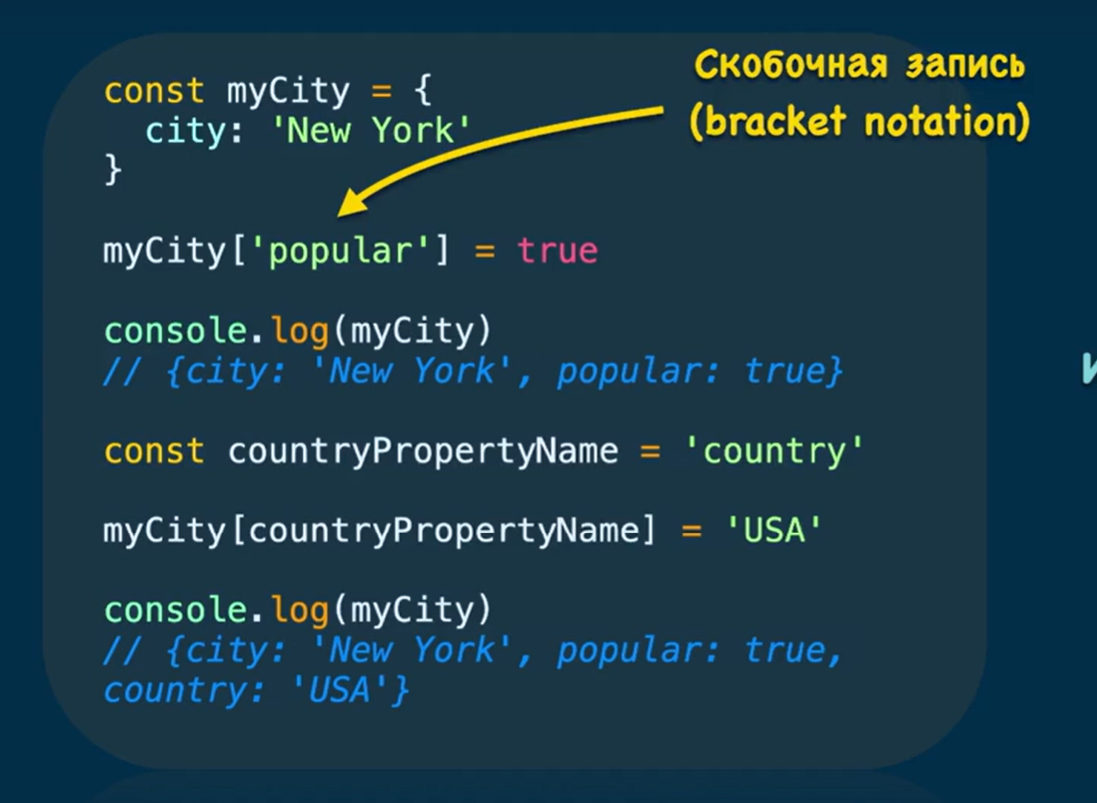 Скобочная запись
(bracket notation)
const myCity = {
  city: 'New York'
}
myCity['popular'] = true
console.log(myCity)
// {city: 'New York', popular: true}
const countryPropertyName = 'country'
myCity[countryPropertyName] = 'USA'
console.log(myCity)
// {city: 'New York', popular: true,
country: 'USA'}